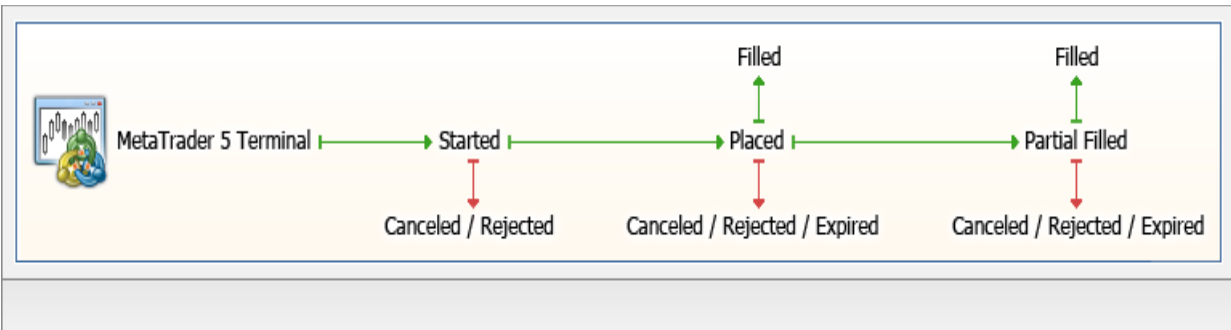 Filled
Filled
MetaTrader 5 Terminal
Started
Placed
Partial Filled
Canceled / Rejected
Canceled / Rejected / Expired
Canceled / Rejected / Expired